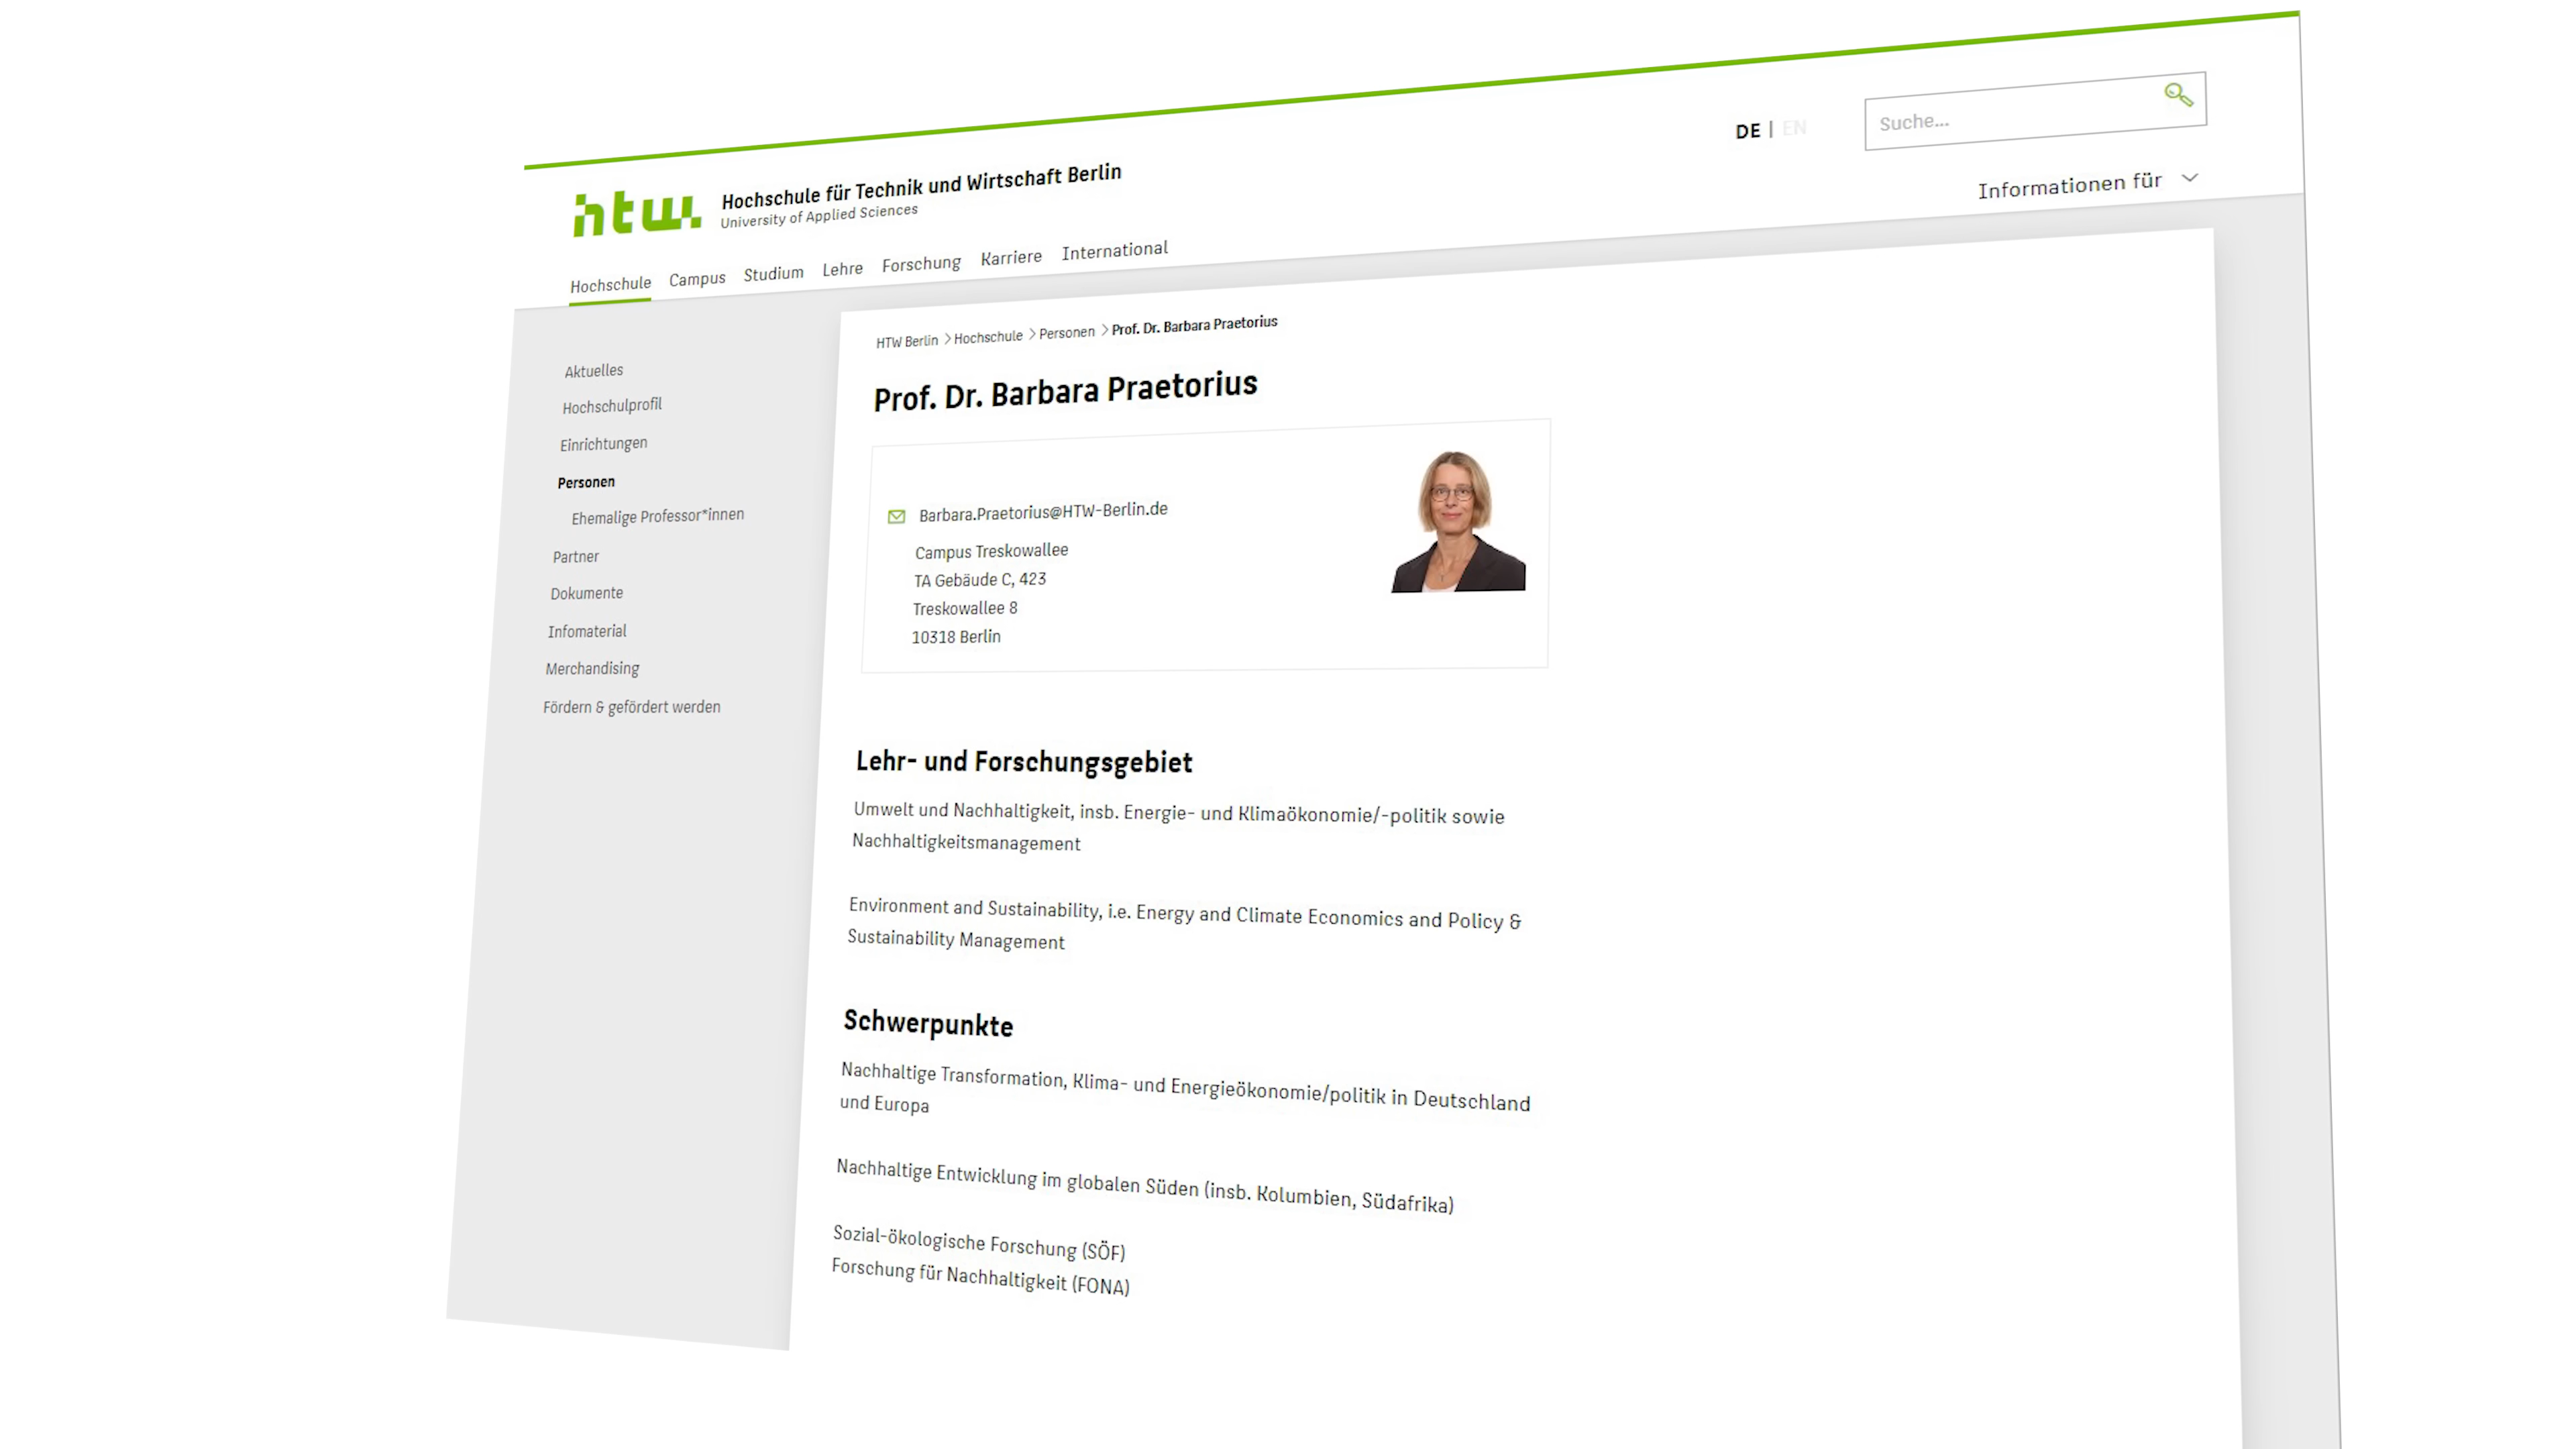 htw.
Hochschule für Technik und Wirtschaft Berlin
University of Applied Sciences
DE | EN
Suche...
Informationen für
Hochschule Campus Studium Lehre Forschung Karriere International
Aktuelles
Hochschulprofil
Einrichtungen
Personen
Ehemalige Professor*innen
Partner
Dokumente
Infomaterial
Merchandising
Fördern & gefördert werden
HTW Berlin > Hochschule > Personen > Prof. Dr. Barbara Praetorius
Prof. Dr. Barbara Praetorius
Barbara.Praetorius@HTW-Berlin.de
Campus Treskowallee
TA Gebäude C, 423
Treskowallee 8
10318 Berlin
Lehr- und Forschungsgebiet
Umwelt und Nachhaltigkeit, insb. Energie- und Klimaökonomie/-politik sowie
Nachhaltigkeitsmanagement
Environment and Sustainability, i.e. Energy and Climate Economics and Policy &
Sustainability Management
Schwerpunkte
Nachhaltige Transformation, Klima- und Energieökonomie/politik in Deutschland
und Europa
Nachhaltige Entwicklung im globalen Süden (insb. Kolumbien, Südafrika)
Sozial-ökologische Forschung (SÖF)
Forschung für Nachhaltigkeit (FONA)